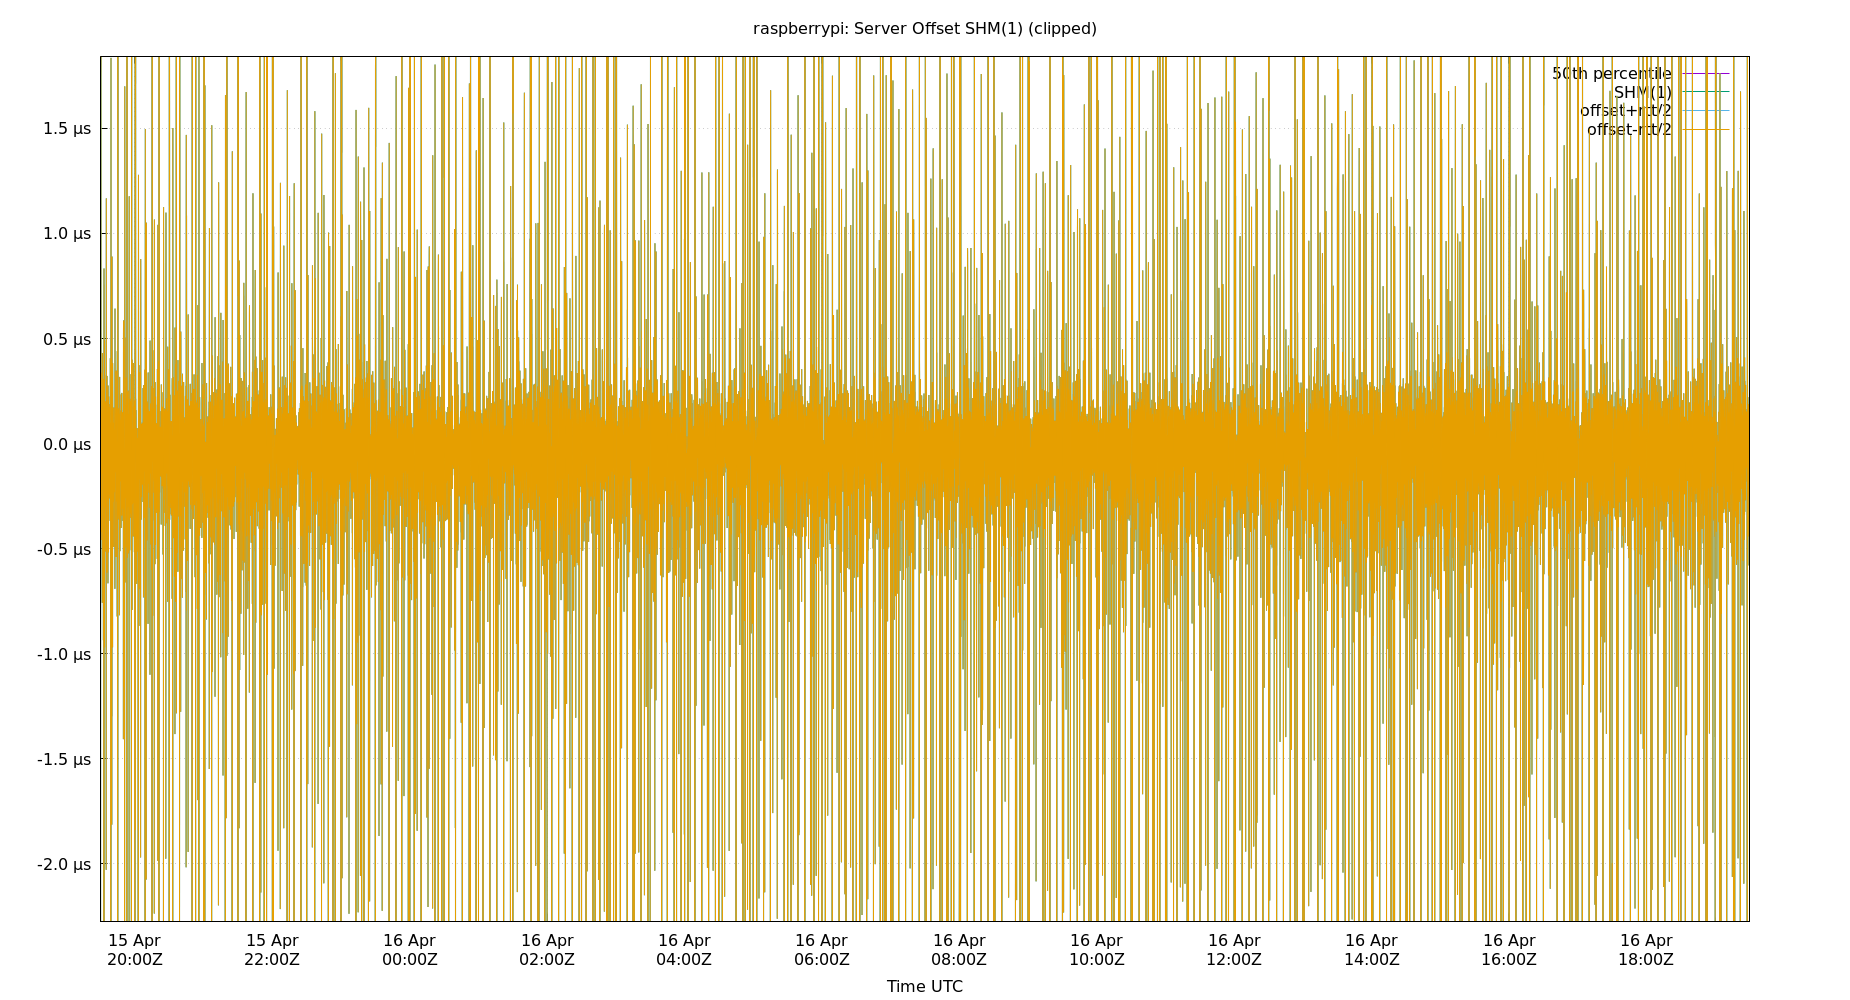 raspberrypi: Server Offset SHM(1) (clipped)
50th percentile
SHM(1)
offset+rtt/2
offset-rtt/2
1.5 µs
1.0 µs
0.5 µs
0.0 µs
-0.5 µs
-1.0 µs
-1.5 µs
-2.0 µs
15 Apr 15 Apr 16 Apr 16 Apr 16 Apr 16 Apr 16 Apr 16 Apr 16 Apr 16 Apr 16 Apr 16 Apr
20:00Z 22:00Z 00:00Z 02:00Z 04:00Z 06:00Z 08:00Z 10:00Z 12:00Z 14:00Z 16:00Z 18:00Z
Time UTC